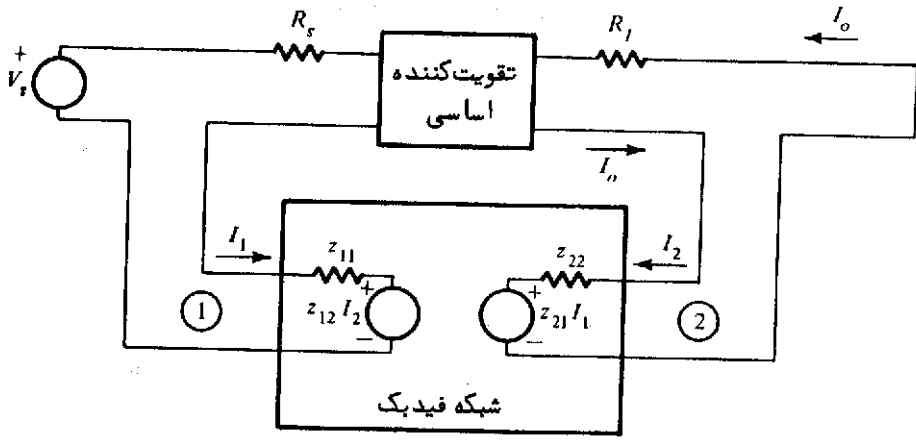 R_s
R_l
I_o
+
V_s
تقویت‌کننده
اساسی
I_o
I_1
z_11
z_22
I_2
1
+
z_12 I_2
−
+
z_21 I_1
−
2
شبکه فیدبک